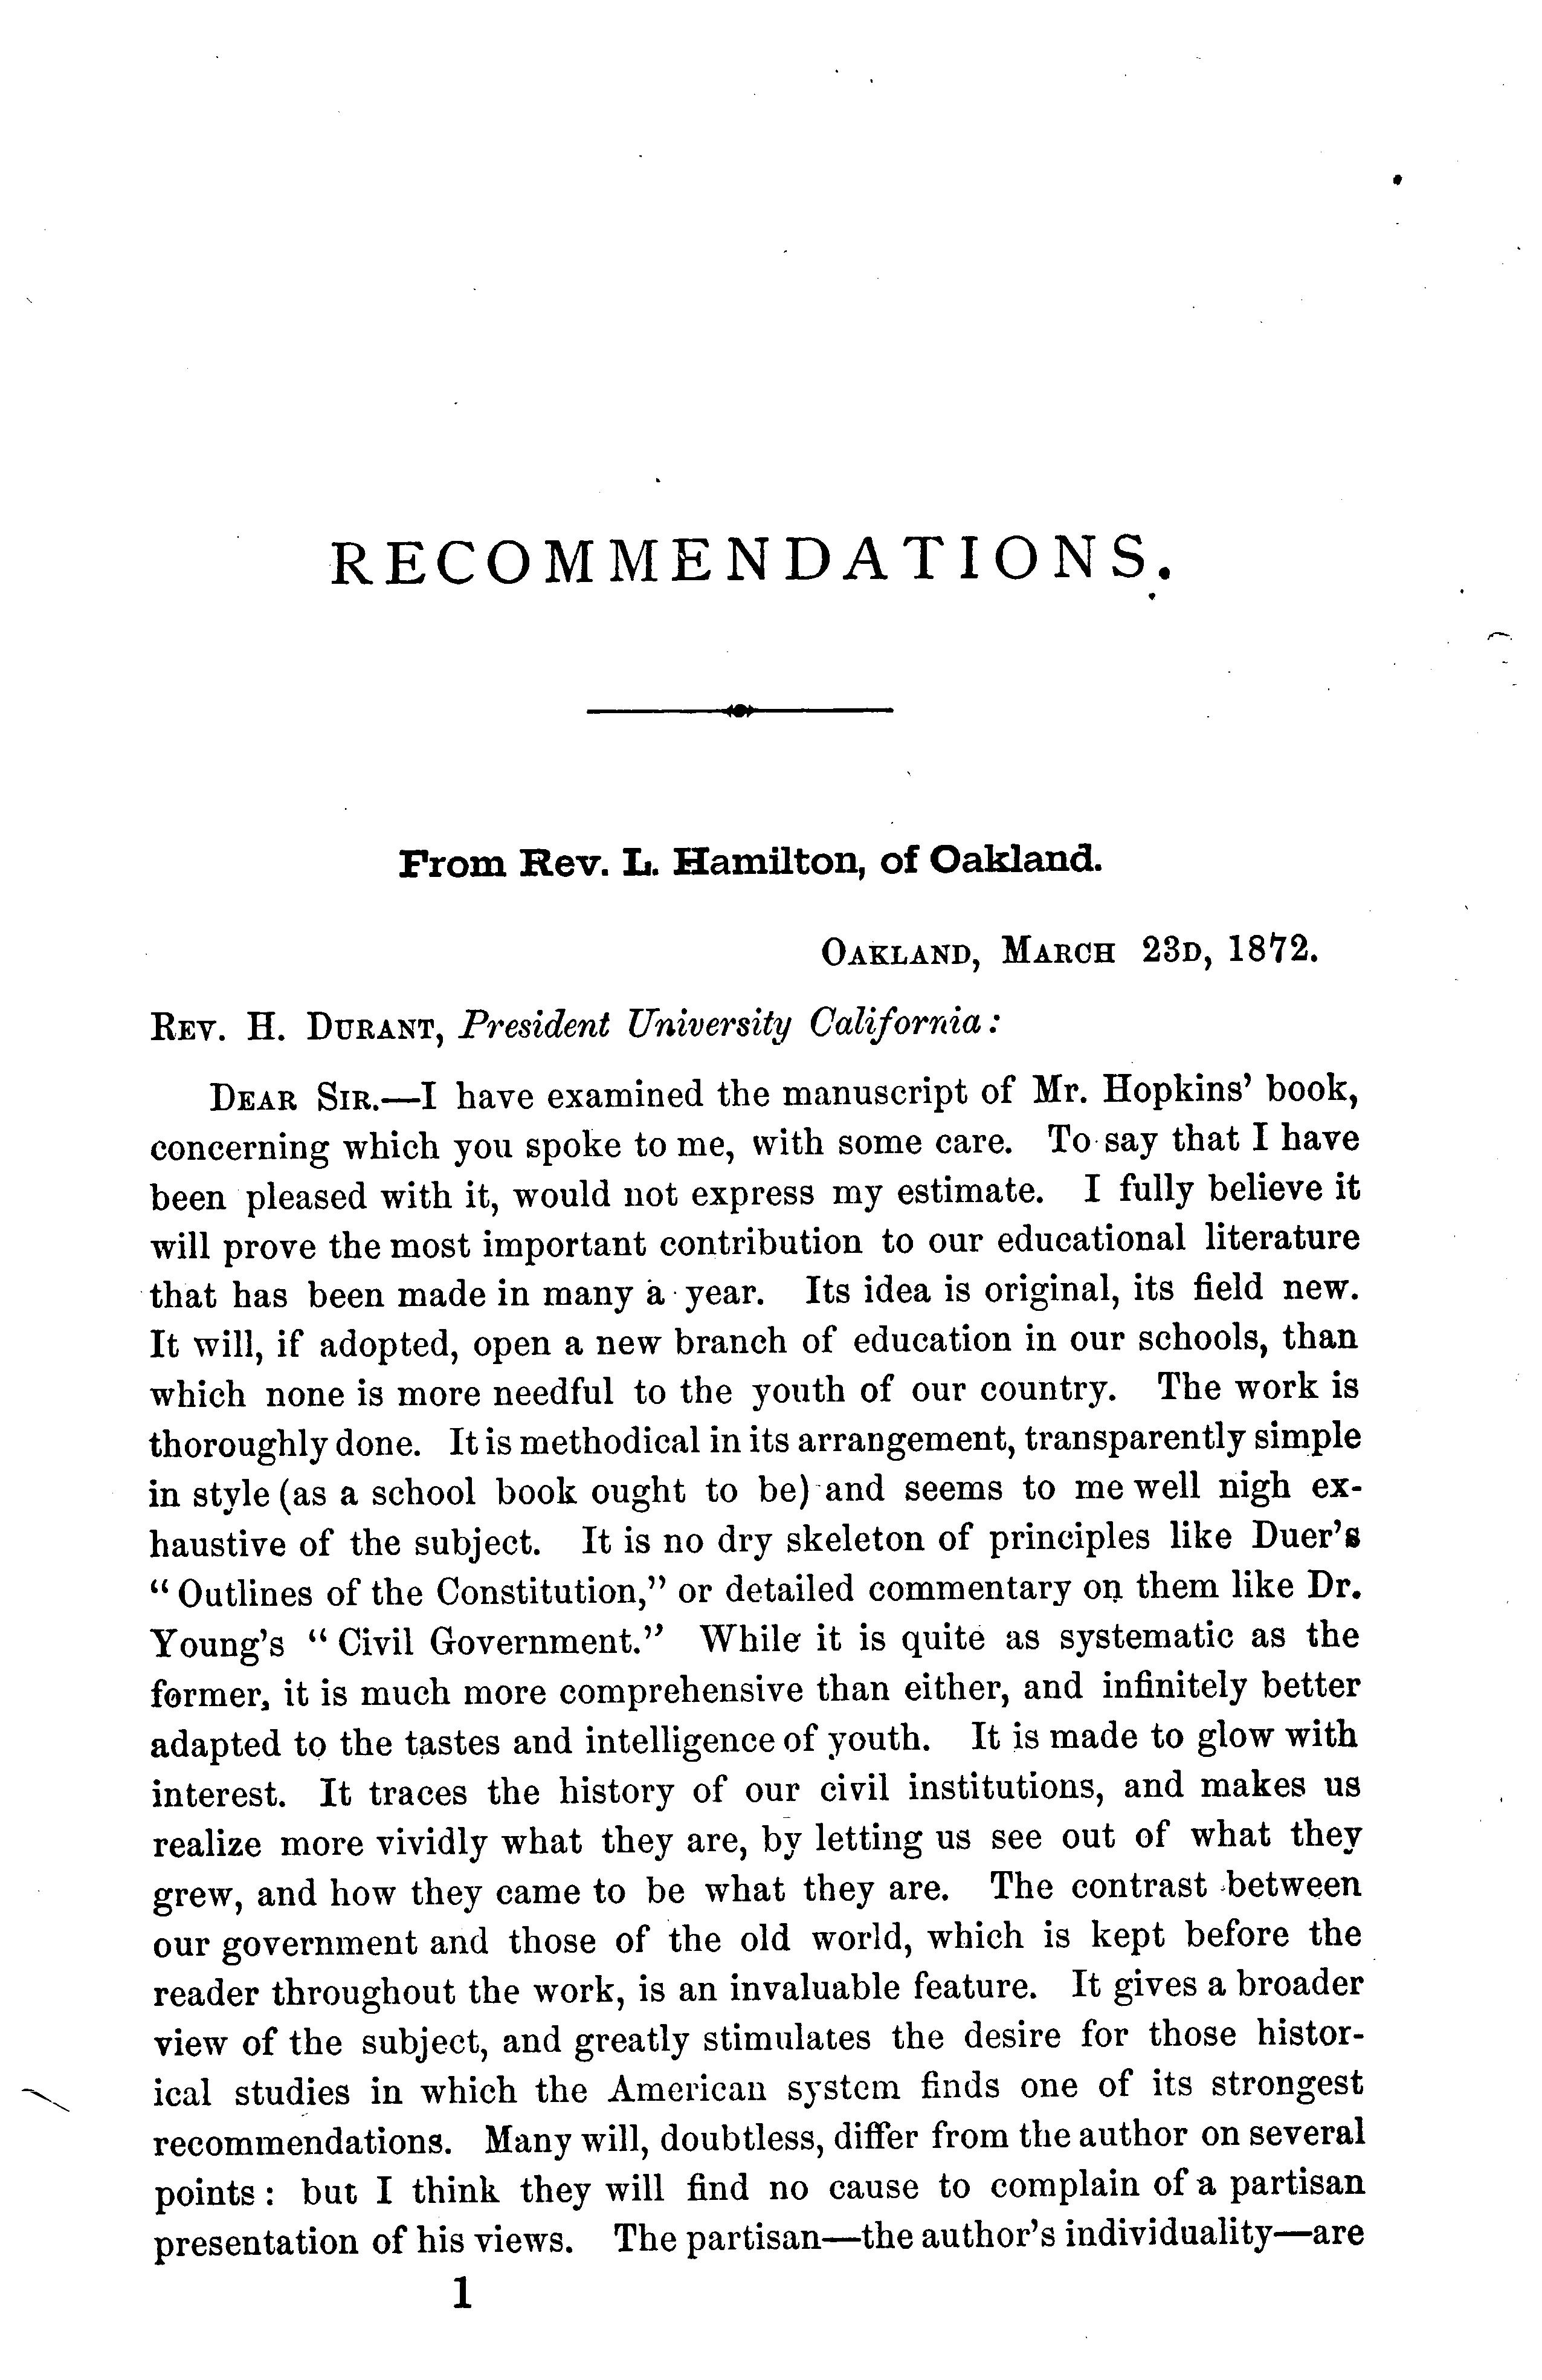 RECOMMENDATIONS.
From Rev. L. Hamilton, of Oakland.
OAKLAND, MARCH 23D, 1872.
REV. H. DURANT, President University California:
DEAR SIR.—I have examined the manuscript of Mr. Hopkins’ book,
concerning which you spoke to me, with some care. To say that I have
been pleased with it, would not express my estimate. I fully believe it
will prove the most important contribution to our educational literature
that has been made in many a year. Its idea is original, its field new.
It will, if adopted, open a new branch of education in our schools, than
which none is more needful to the youth of our country. The work is
thoroughly done. It is methodical in its arrangement, transparently simple
in style (as a school book ought to be) and seems to me well nigh ex-
haustive of the subject. It is no dry skeleton of principles like Duer’s
“Outlines of the Constitution,” or detailed commentary on them like Dr.
Young’s “Civil Government.” While it is quite as systematic as the
former, it is much more comprehensive than either, and infinitely better
adapted to the tastes and intelligence of youth. It is made to glow with
interest. It traces the history of our civil institutions, and makes us
realize more vividly what they are, by letting us see out of what they
grew, and how they came to be what they are. The contrast between
our government and those of the old world, which is kept before the
reader throughout the work, is an invaluable feature. It gives a broader
view of the subject, and greatly stimulates the desire for those histor-
ical studies in which the American system finds one of its strongest
recommendations. Many will, doubtless, differ from the author on several
points: but I think they will find no cause to complain of a partisan
presentation of his views. The partisan—the author’s individuality—are
1